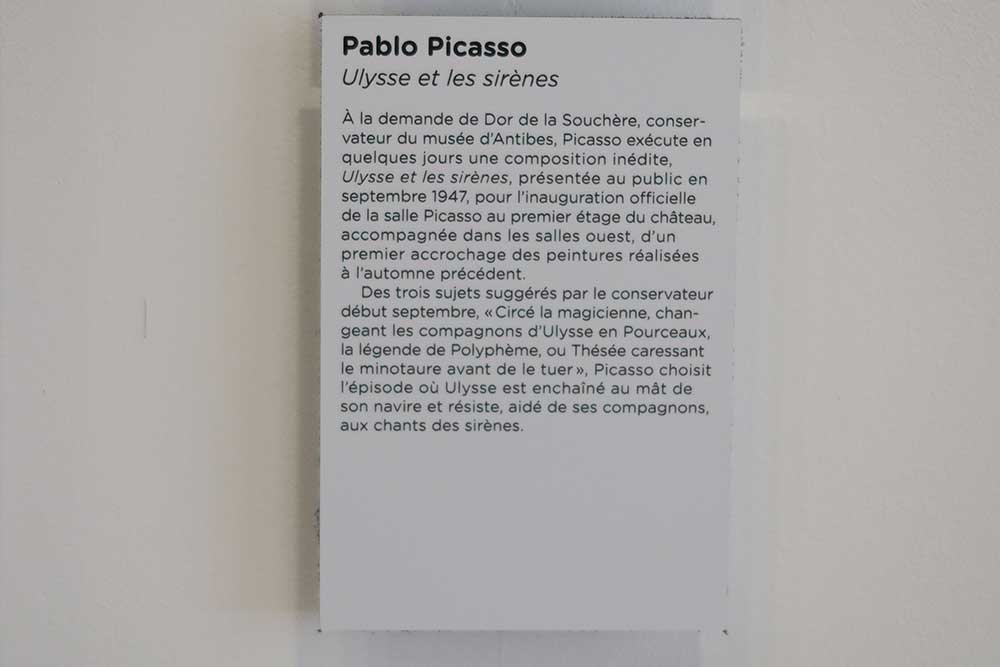 Pablo Picasso
Ulysse et les sirènes
À la demande de Dor de la Souchère, conser-
vateur du musée d'Antibes, Picasso exécute en
quelques jours une composition inédite,
Ulysse et les sirènes, présentée au public en
septembre 1947, pour l'inauguration officielle
de la salle Picasso au premier étage du château,
accompagnée dans les salles ouest, d'un
premier accrochage des peintures réalisées
à l'automne précédent.
Des trois sujets suggérés par le conservateur
début septembre, « Circé la magicienne, chan-
geant les compagnons d'Ulysse en Pourceaux,
la légende de Polyphème, ou Thésée caressant
le minotaure avant de le tuer », Picasso choisit
l'épisode où Ulysse est enchaîné au mât de
son navire et résiste, aidé de ses compagnons,
aux chants des sirènes.